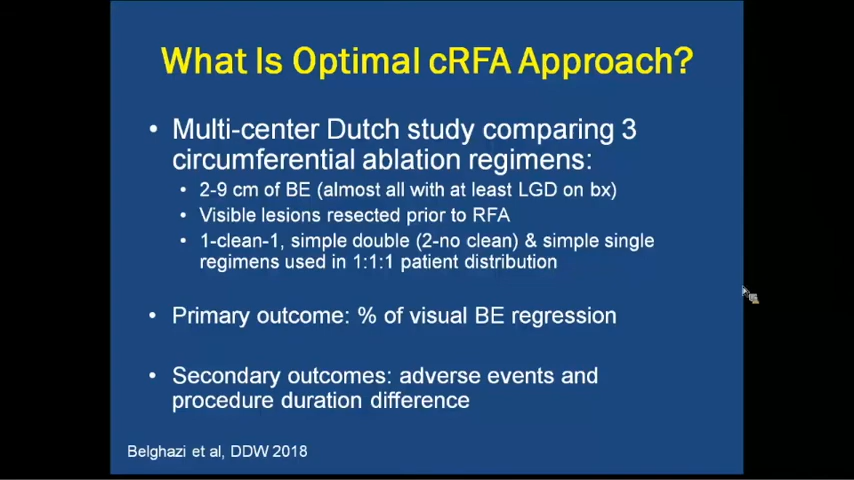 What Is Optimal cRFA Approach?
• Multi-center Dutch study comparing 3
circumferential ablation regimens:
• 2-9 cm of BE (almost all with at least LGD on bx)
• Visible lesions resected prior to RFA
• 1-clean-1, simple double (2-no clean) & simple single
regimens used in 1:1:1 patient distribution
• Primary outcome: % of visual BE regression
• Secondary outcomes: adverse events and
procedure duration difference
Belghazi et al, DDW 2018